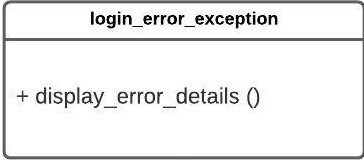 login_error_exception
+ display_error_details ()